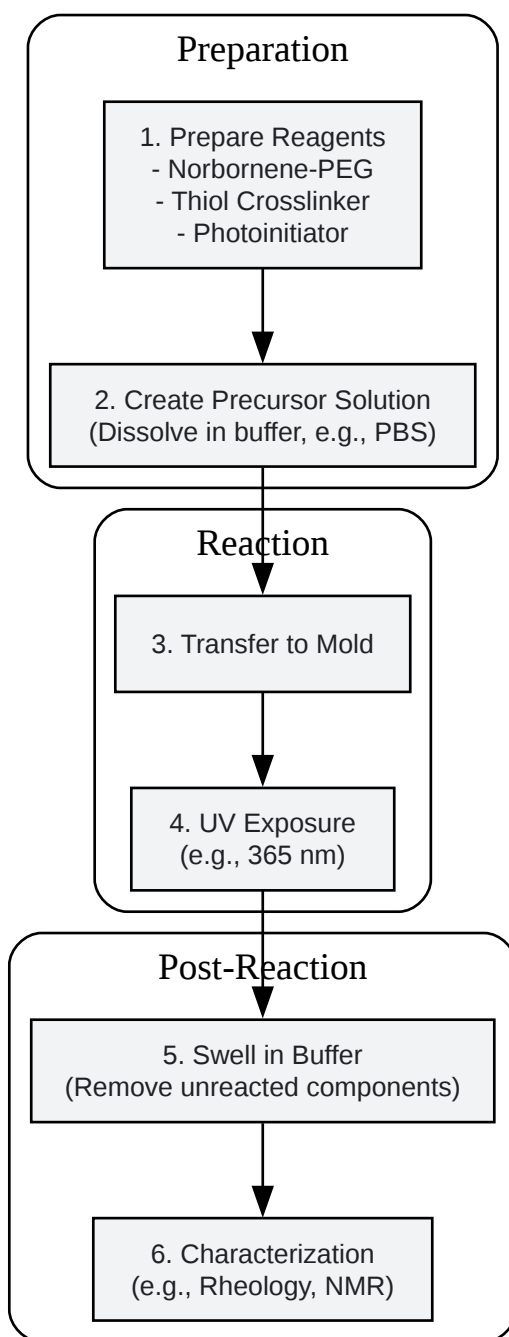 Preparation
1. Prepare Reagents
- Norbornene-PEG
- Thiol Crosslinker
- Photoinitiator
2. Create Precursor Solution
(Dissolve in buffer, e.g., PBS)
Reaction
3. Transfer to Mold
4. UV Exposure
(e.g., 365 nm)
Post-Reaction
5. Swell in Buffer
(Remove unreacted components)
6. Characterization
(e.g., Rheology, NMR)